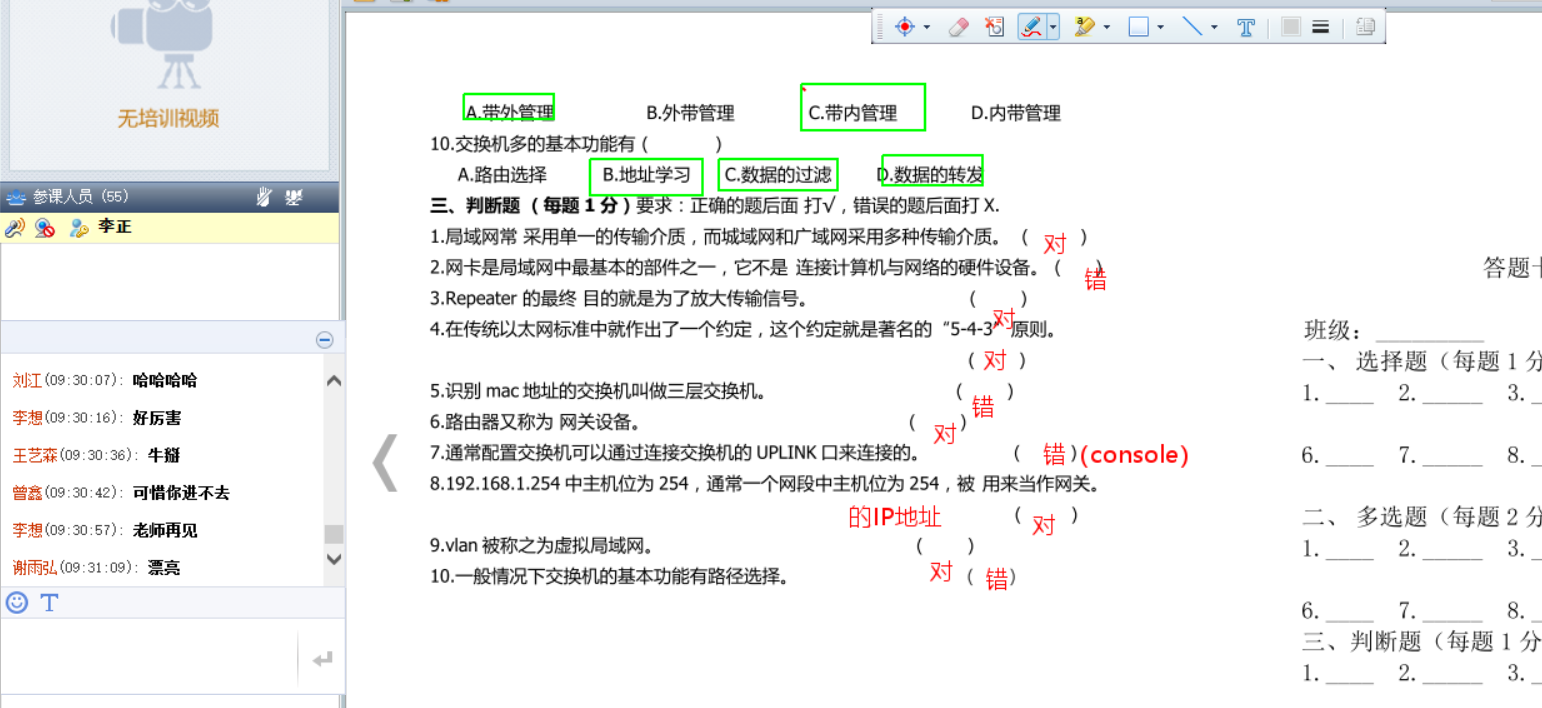 无培训视频
参课人员 (55)
李正
刘江(09:30:07): 哈哈哈哈
李想(09:30:16): 好厉害
王艺森(09:30:36): 牛掰
曾鑫(09:30:42): 可惜你进不去
李想(09:30:57): 老师再见
谢雨弘(09:31:09): 漂亮
T
A.带外管理 B.外带管理 C.带内管理 D.内带管理
10.交换机多的基本功能有 ( )
A.路由选择 B.地址学习 C.数据的过滤 D.数据的转发
三、判断题 (每题 1 分) 要求:正确的题后面 打√,错误的题后面打 X.
1.局域网常 采用单一的传输介质,而城域网和广域网采用多种传输介质。 ( 对 )
2.网卡是局域网中最基本的部件之一,它不是 连接计算机与网络的硬件设备。 ( 错 )
3.Repeater 的最终 目的就是为了放大传输信号。 ( 对 )
4.在传统以太网标准中就作出了一个约定,这个约定就是著名的 “5-4-3” 原则。
( 对 )
5.识别 mac 地址的交换机叫做三层交换机。 ( 错 )
6.路由器又称为 网关设备。 ( 对 )
7.通常配置交换机可以通过连接交换机的 UPLINK 口来连接的。 ( 错 )(console)
8.192.168.1.254 中主机位为 254,通常一个网段中主机位为 254,被 用来当作网关。
的IP地址 ( 对 )
9.vlan 被称之为虚拟局域网。 ( 对 )
10.一般情况下交换机的基本功能有路径选择。 ( 错 )
答题
班级: ________
一、 选择题 (每题 1 分
1.____ 2.____ 3.
6.____ 7.____ 8.
二、 多选题 (每题 2 分
1.____ 2.____ 3.
6.____ 7.____ 8.
三、判断题 (每题 1 分
1.____ 2.____ 3.